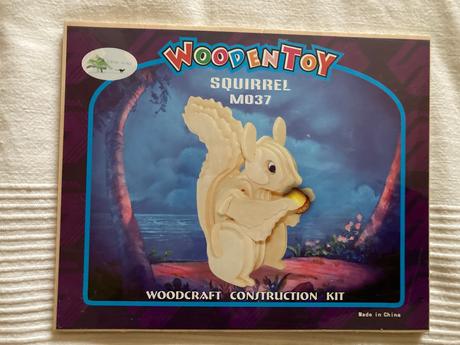 WOODENTOY
SQUIRREL
M037
WOODCRAFT CONSTRUCTION KIT
Made in China